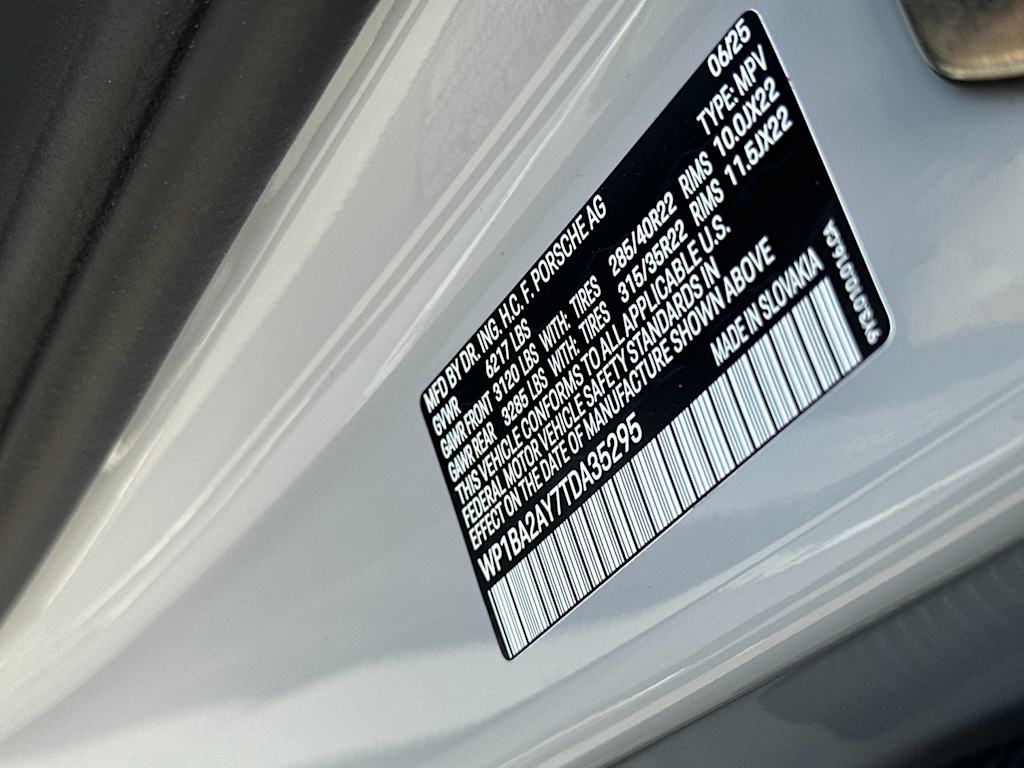 MFD BY DR. ING. H.C. F. PORSCHE AG 06/25
GVWR 6217 LBS TYPE: MPV
GAWR FRONT 3120 LBS WITH: TIRES 285/40R22 RIMS 10.0JX22
GAWR REAR 3285 LBS WITH: TIRES 315/35R22 RIMS 11.5JX22
THIS VEHICLE CONFORMS TO ALL APPLICABLE U.S.
FEDERAL MOTOR VEHICLE SAFETY STANDARDS IN
EFFECT ON THE DATE OF MANUFACTURE SHOWN ABOVE
WP1BA2AY7TDA35295 MADE IN SLOVAKIA